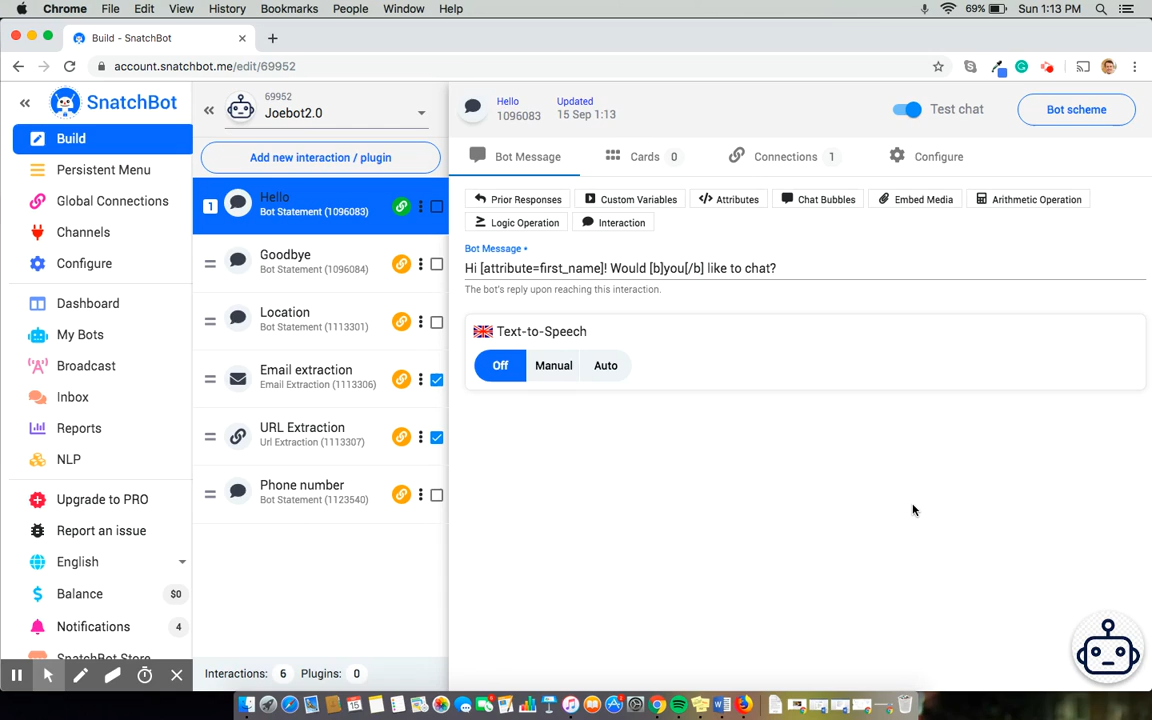 Chrome File Edit View History Bookmarks People Window Help
69% Sun 1:13 PM
Build - SnatchBot
account.snatchbot.me/edit/69952
SnatchBot
Build
Persistent Menu
Global Connections
Channels
Configure
Dashboard
My Bots
Broadcast
Inbox
Reports
NLP
Upgrade to PRO
Report an issue
English
Balance $0
Notifications 4
SnatchBot Store
69952
Joebot2.0
Add new interaction / plugin
1 Hello
Bot Statement (1096083)
Goodbye
Bot Statement (1096084)
Location
Bot Statement (1113301)
Email extraction
Email Extraction (1113306)
URL Extraction
Url Extraction (1113307)
Phone number
Bot Statement (1123540)
Interactions: 6 Plugins: 0
Hello Updated
1096083 15 Sep 1:13
Test chat
Bot scheme
Bot Message Cards 0 Connections 1 Configure
Prior Responses Custom Variables Attributes Chat Bubbles Embed Media Arithmetic Operation
Logic Operation Interaction
Bot Message •
Hi [attribute=first_name]! Would [b]you[/b] like to chat?
The bot's reply upon reaching this interaction.
Text-to-Speech
Off Manual Auto